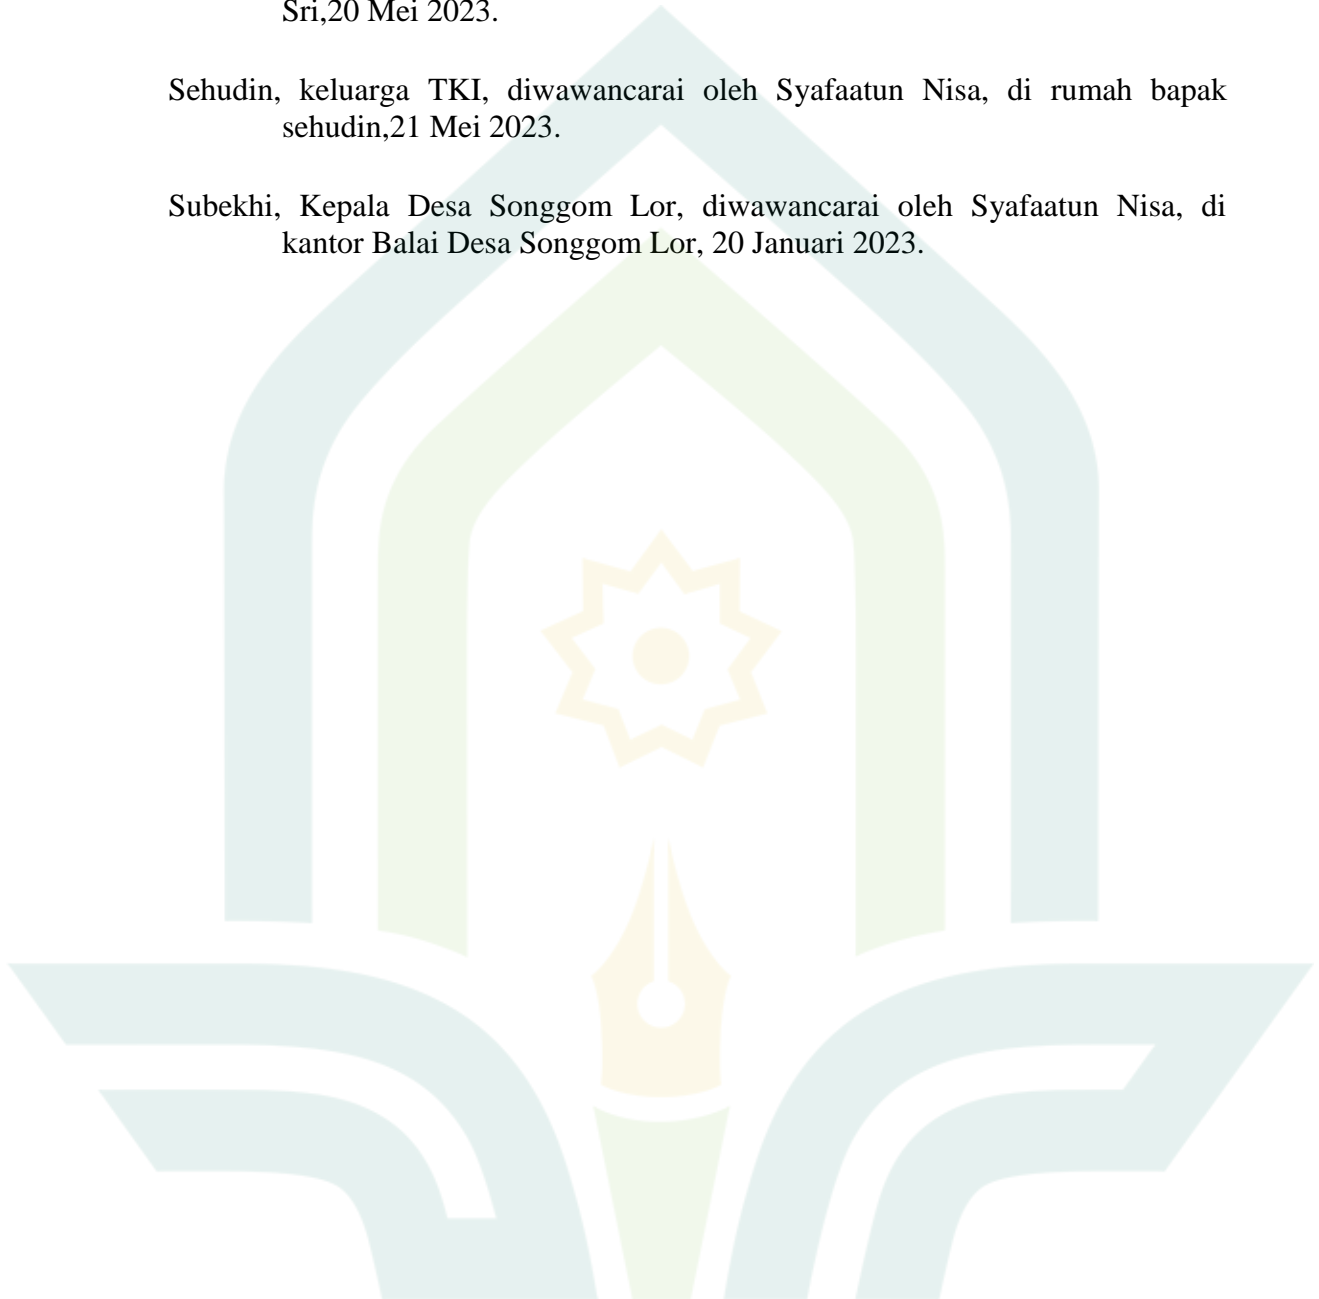 Sri,20 Mei 2023.
Sehudin, keluarga TKI, diwawancarai oleh Syafaatun Nisa, di rumah bapak
sehudin,21 Mei 2023.
Subekhi, Kepala Desa Songgom Lor, diwawancarai oleh Syafaatun Nisa, di
kantor Balai Desa Songgom Lor, 20 Januari 2023.